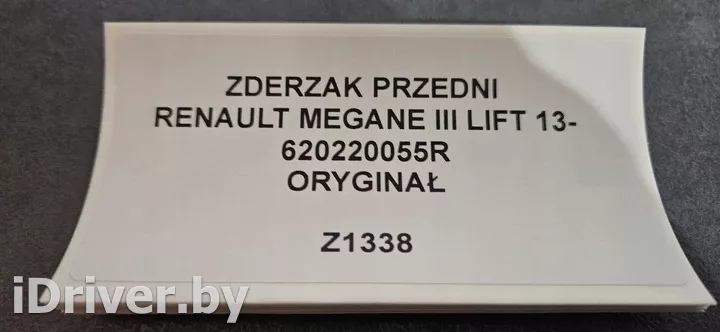 ZDERZAK PRZEDNI
RENAULT MEGANE III LIFT 13-
620220055R
ORYGINAŁ
Z1338
iDriver.by